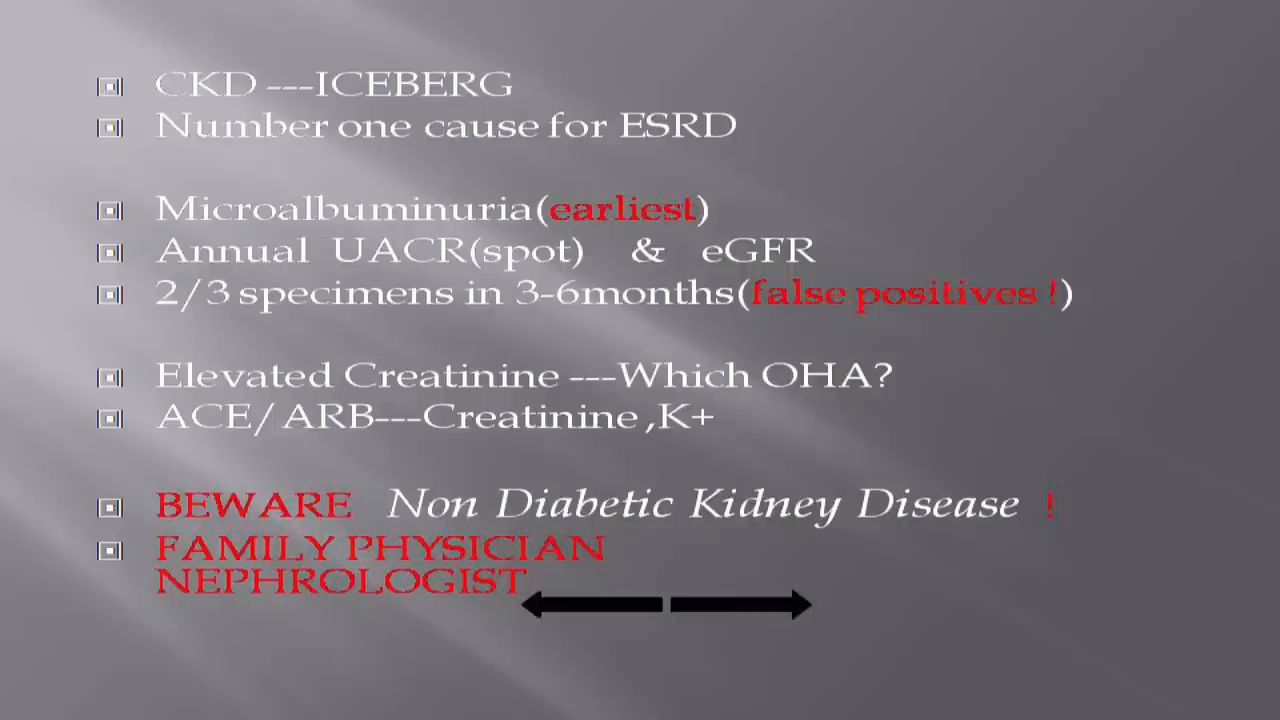 CKD ---ICEBERG
Number one cause for ESRD
Microalbuminuria(earliest)
Annual UACR(spot) & eGFR
2/3 specimens in 3-6months(false positives !)
Elevated Creatinine ---Which OHA?
ACE/ARB---Creatinine ,K+
BEWARE Non Diabetic Kidney Disease !
FAMILY PHYSICIAN
NEPHROLOGIST